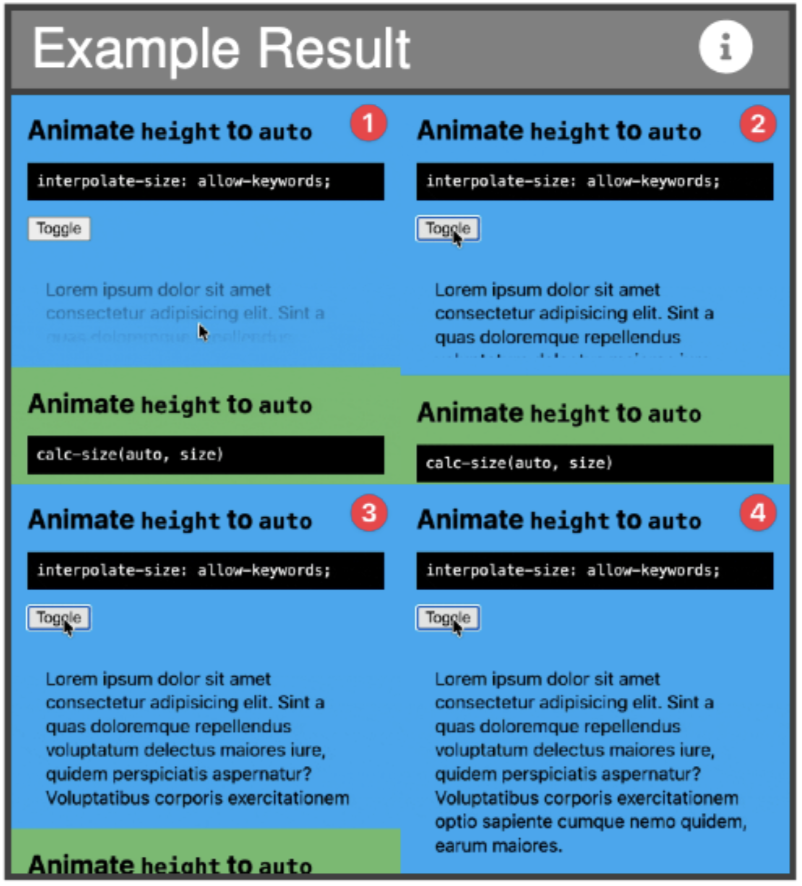 Example Result
i
Animate height to auto
1
interpolate-size: allow-keywords;
Toggle
Lorem ipsum dolor sit amet
consectetur adipisicing elit. Sint a
quas doloremque repellendus
Animate height to auto
calc-size(auto, size)
Animate height to auto
2
interpolate-size: allow-keywords;
Toggle
Lorem ipsum dolor sit amet
consectetur adipisicing elit. Sint a
quas doloremque repellendus
voluptatum delectus maiores iure,
Animate height to auto
calc-size(auto, size)
Animate height to auto
3
interpolate-size: allow-keywords;
Toggle
Lorem ipsum dolor sit amet
consectetur adipisicing elit. Sint a
quas doloremque repellendus
voluptatum delectus maiores iure,
quidem perspiciatis aspernatur?
Voluptatibus corporis exercitationem
Animate height to auto
Animate height to auto
4
interpolate-size: allow-keywords;
Toggle
Lorem ipsum dolor sit amet
consectetur adipisicing elit. Sint a
quas doloremque repellendus
voluptatum delectus maiores iure,
quidem perspiciatis aspernatur?
Voluptatibus corporis exercitationem
optio sapiente cumque nemo quidem,
earum maiores.